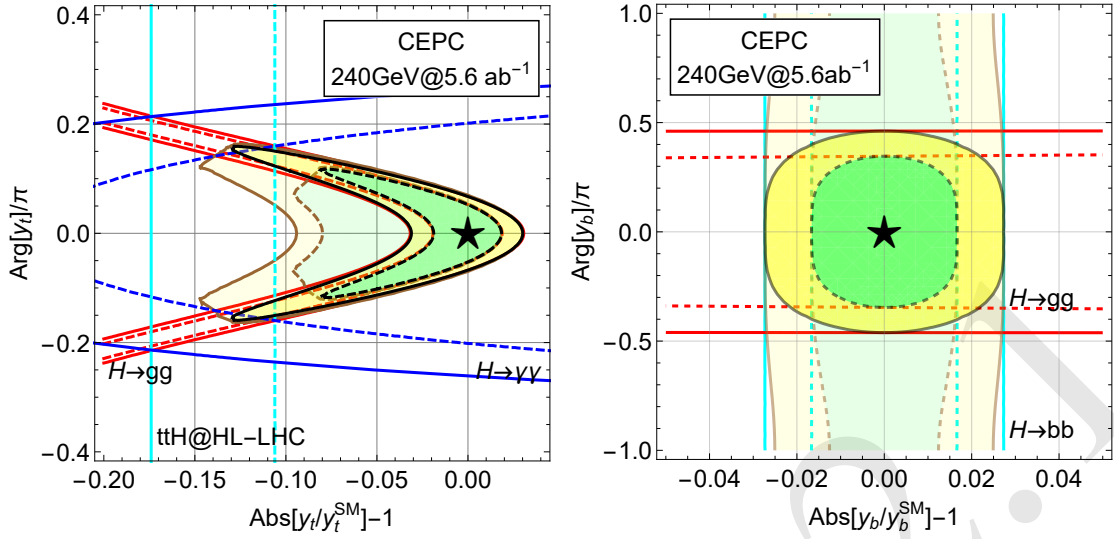 CEPC
240GeV@5.6 ab⁻¹
0.4
0.2
0.0
−0.2
−0.4
Arg[yₜ]/π
H→gg
H→γγ
ttH@HL−LHC
−0.20
−0.15
−0.10
−0.05
0.00
Abs[yₜ/yₜ^SM]−1
CEPC
240GeV@5.6ab⁻¹
1.0
0.5
0.0
−0.5
−1.0
Arg[y_b]/π
H→gg
H→bb
−0.04
−0.02
0.00
0.02
0.04
Abs[y_b/y_b^SM]−1